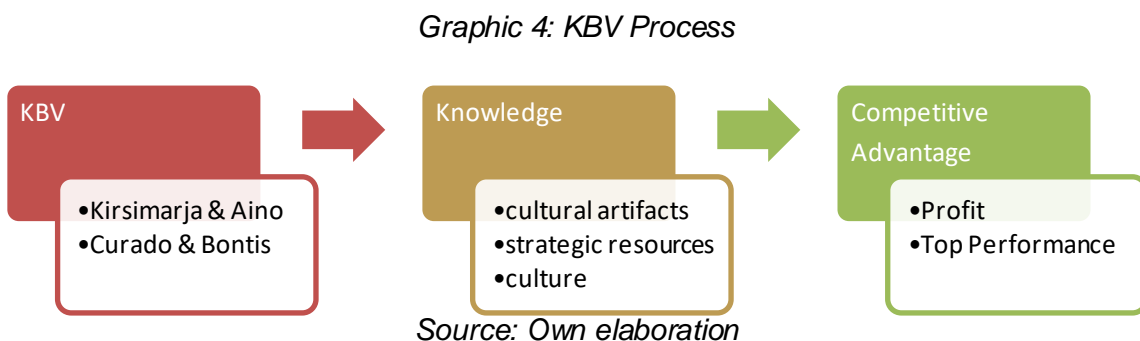 Graphic 4: KBV Process
KBV
•Kirsimarja & Aino
•Curado & Bontis
Knowledge
•cultural artifacts
•strategic resources
•culture
Competitive
Advantage
•Profit
•Top Performance
Source: Own elaboration